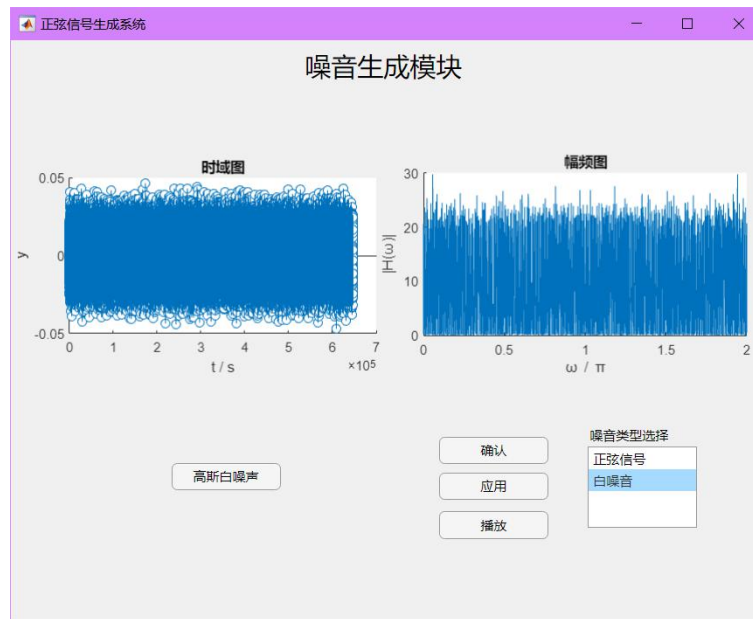 正弦信号生成系统
噪音生成模块
时域图
0.05
0
-0.05
y
0 1 2 3 4 5 6 7
t / s
×10⁵
幅频图
30
20
10
0
|H(ω)|
0 0.5 1 1.5 2
ω / π
高斯白噪声
确认
应用
播放
噪音类型选择
正弦信号
白噪音